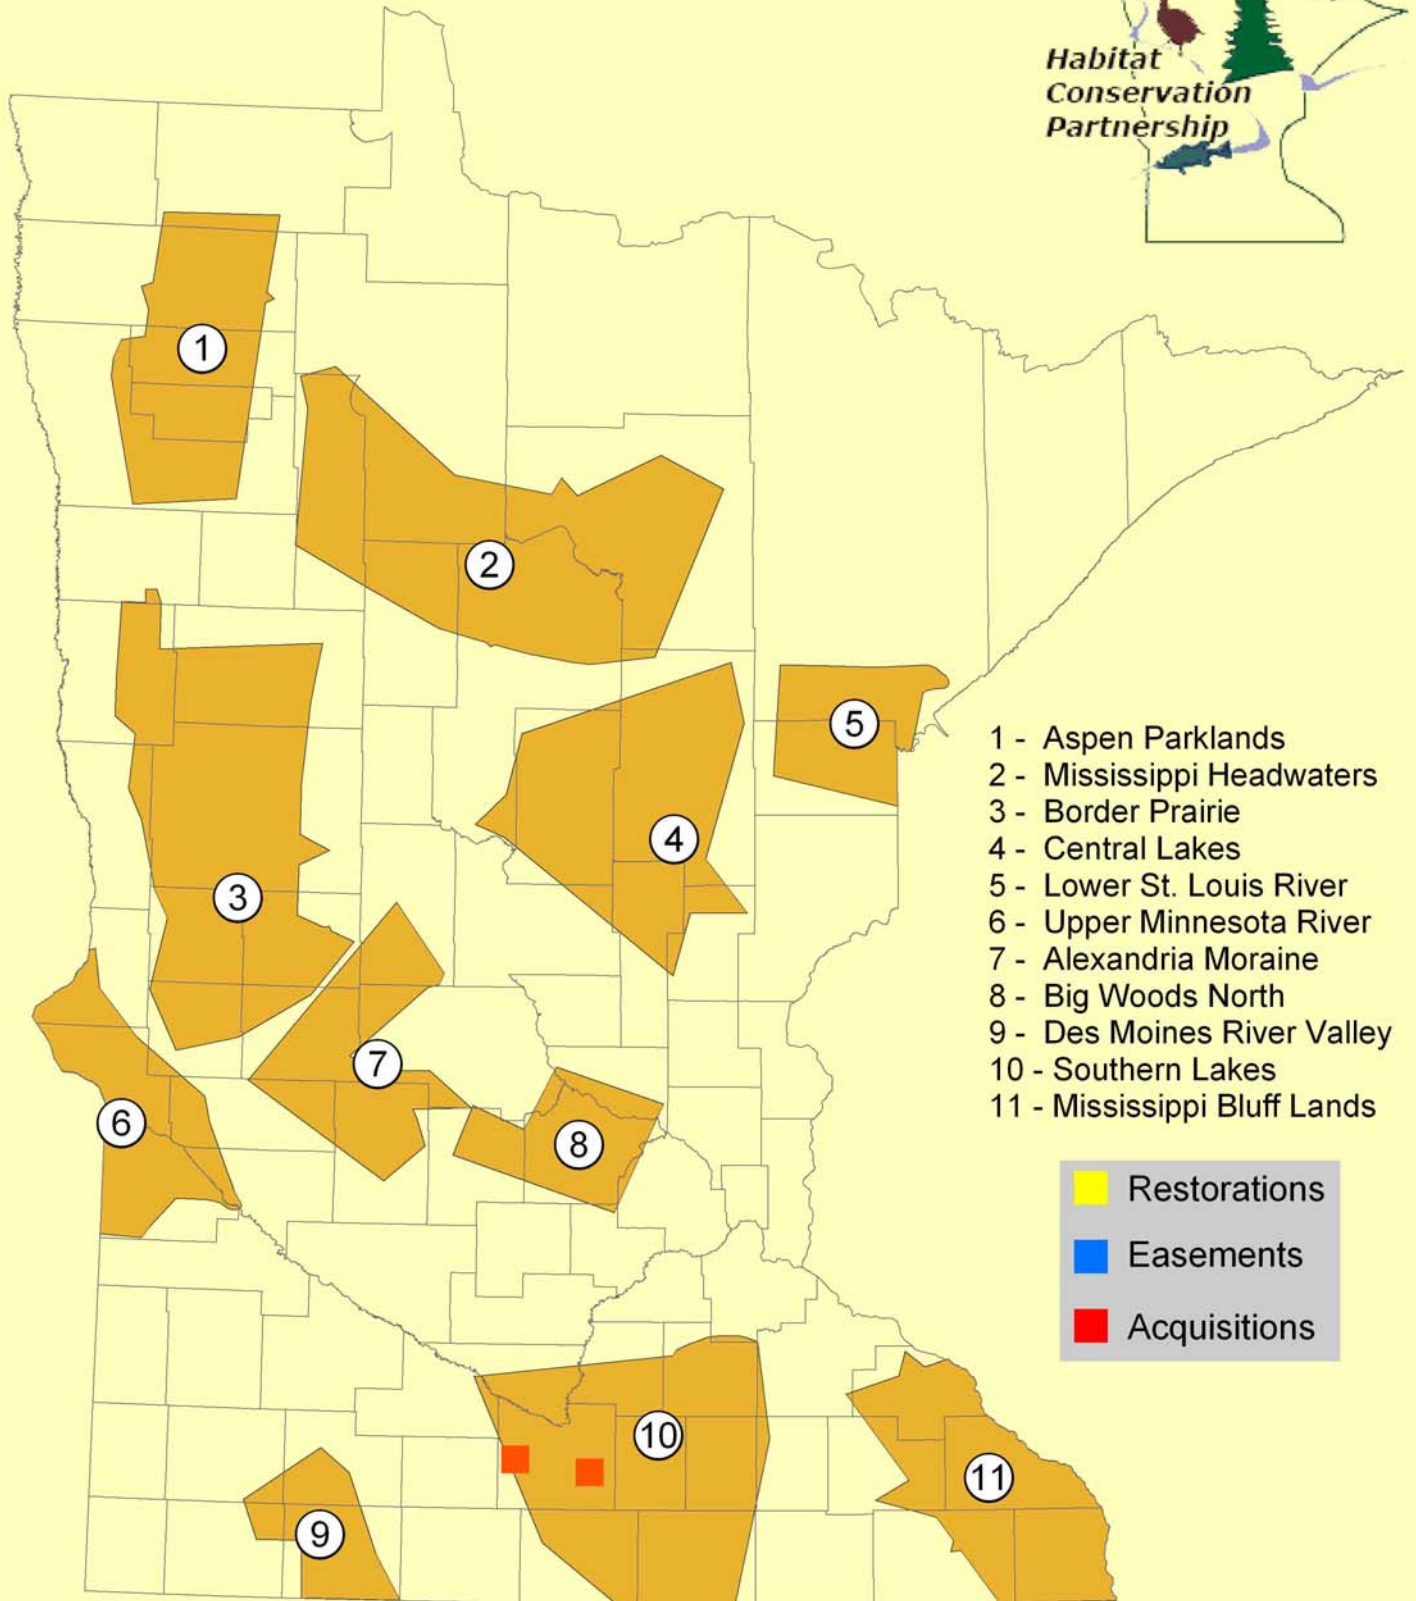 Habitat
Conservation
Partnership
1
2
3
4
5
6
7
8
9
10
11
1 - Aspen Parklands
2 - Mississippi Headwaters
3 - Border Prairie
4 - Central Lakes
5 - Lower St. Louis River
6 - Upper Minnesota River
7 - Alexandria Moraine
8 - Big Woods North
9 - Des Moines River Valley
10 - Southern Lakes
11 - Mississippi Bluff Lands
Restorations
Easements
Acquisitions